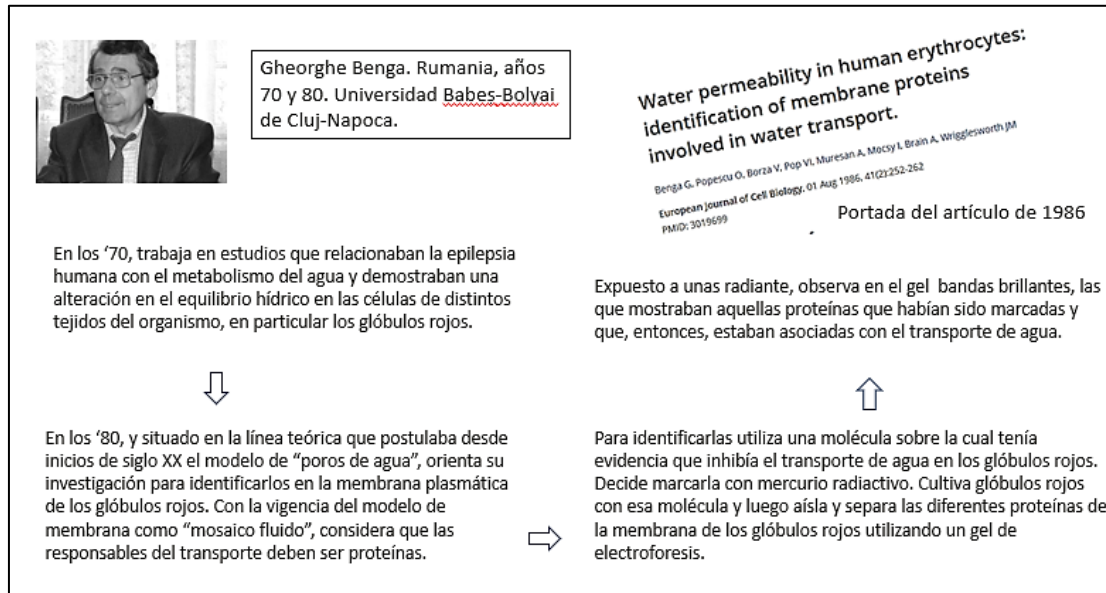 Gheorghe Benga. Rumania, años
70 y 80. Universidad Babes-Bolyai
de Cluj-Napoca.
Water permeability in human erythrocytes:
identification of membrane proteins
involved in water transport.
Benga G, Popescu O, Borza V, Pop VI, Muresan A, Mocsy I, Brain A, Wrigglesworth JM
European Journal of Cell Biology, 01 Aug 1986, 41(2):252-262
PMID: 3019699
Portada del artículo de 1986
En los ‘70, trabaja en estudios que relacionaban la epilepsia
humana con el metabolismo del agua y demostraban una
alteración en el equilibrio hídrico en las células de distintos
tejidos del organismo, en particular los glóbulos rojos.
En los ‘80, y situado en la línea teórica que postulaba desde
inicios de siglo XX el modelo de “poros de agua”, orienta su
investigación para identificarlos en la membrana plasmática
de los glóbulos rojos. Con la vigencia del modelo de
membrana como “mosaico fluido”, considera que las
responsables del transporte deben ser proteínas.
Para identificarlas utiliza una molécula sobre la cual tenía
evidencia que inhibía el transporte de agua en los glóbulos rojos.
Decide marcarla con mercurio radiactivo. Cultiva glóbulos rojos
con esa molécula y luego aísla y separa las diferentes proteínas de
la membrana de los glóbulos rojos utilizando un gel de
electroforesis.
Expuesto a unas radiante, observa en el gel bandas brillantes, las
que mostraban aquellas proteínas que habían sido marcadas y
que, entonces, estaban asociadas con el transporte de agua.